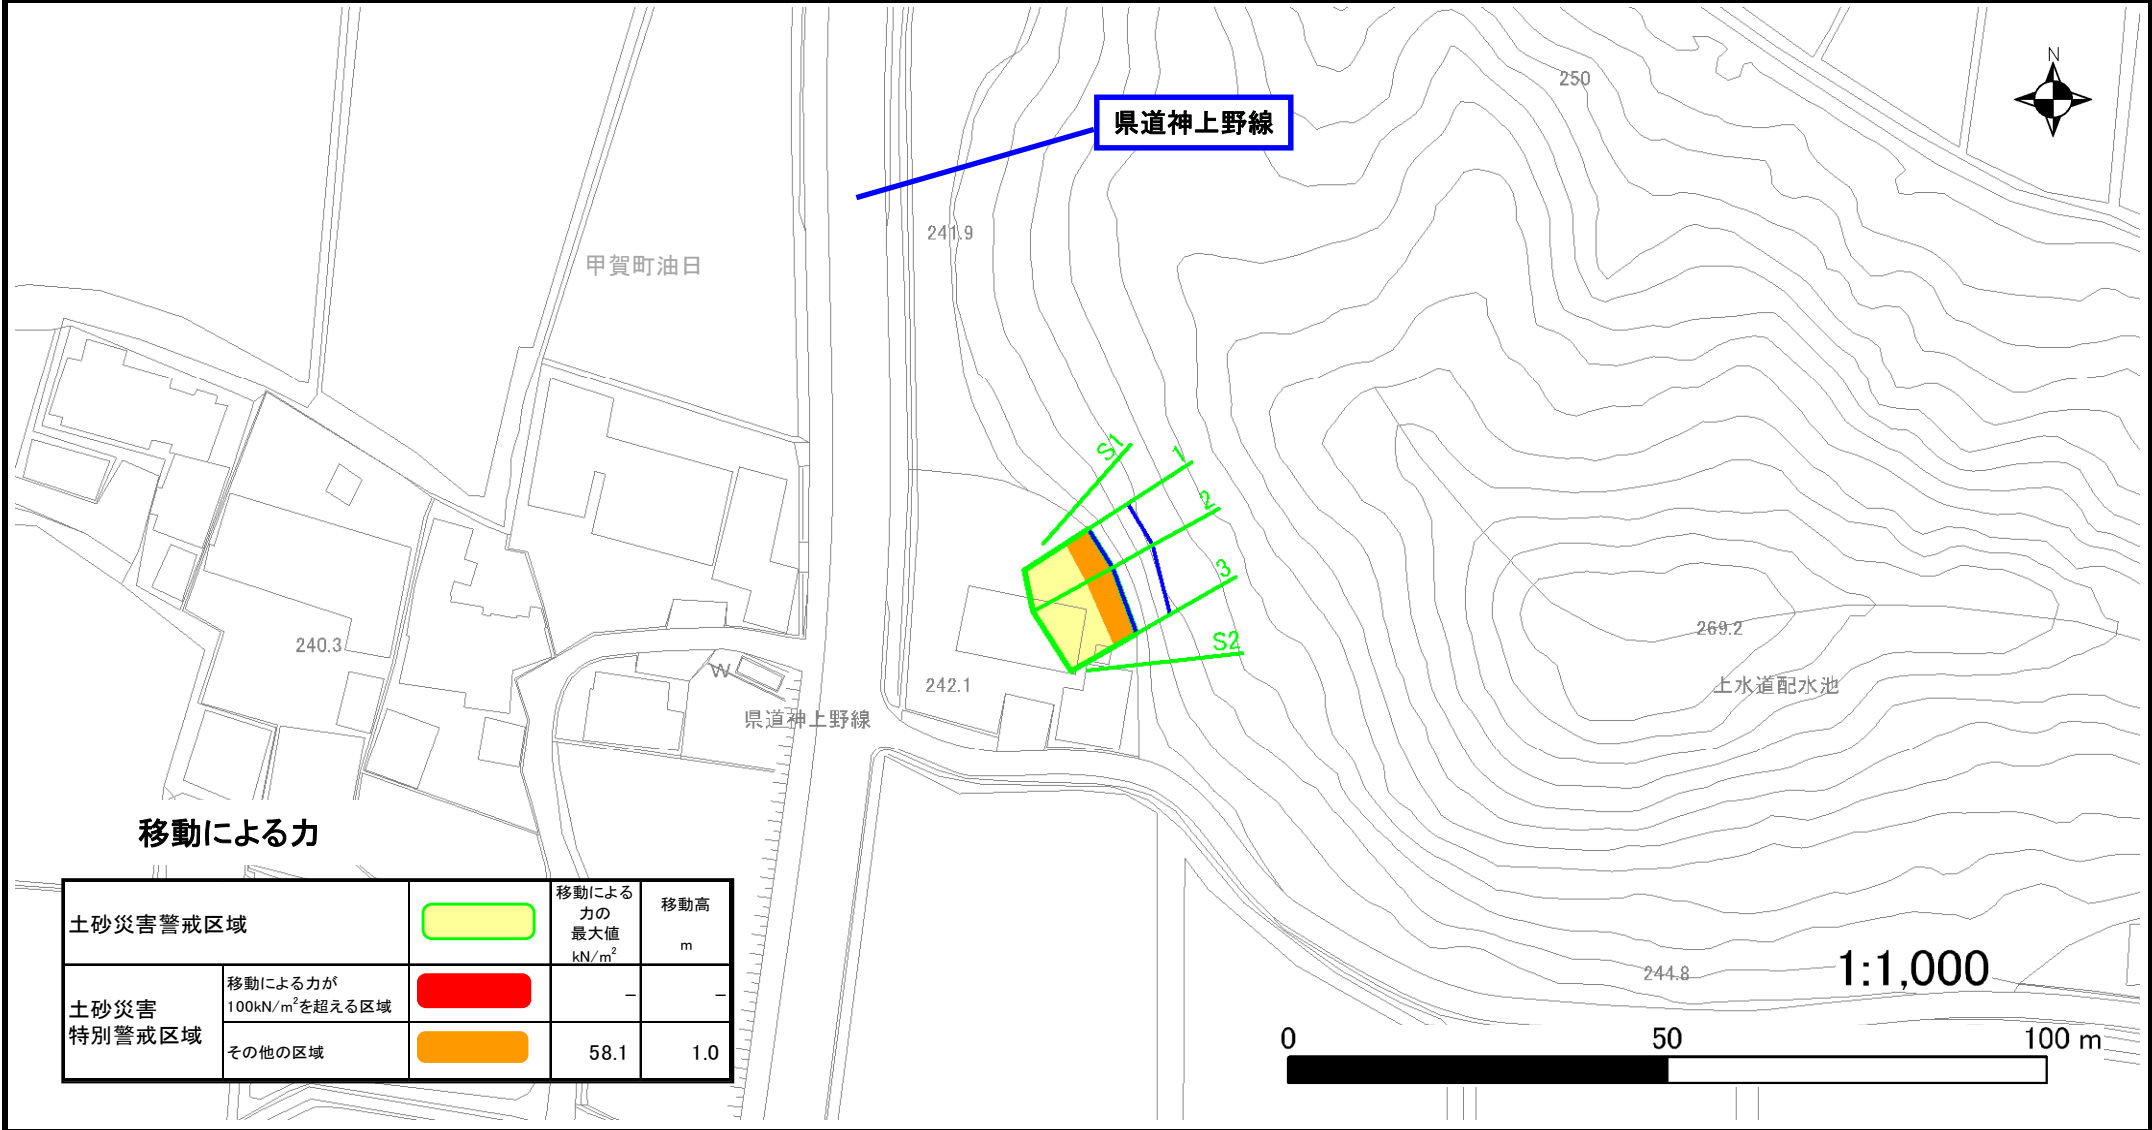 N
250
県道神上野線
241.9
甲賀町油日
S1
1
2
3
S2
240.3
W
242.1
県道神上野線
269.2
上水道配水池
244.8
移動による力
土砂災害警戒区域
移動による
力の
最大値
kN/m²
移動高
m
土砂災害
特別警戒区域
移動による力が
100kN/m²を超える区域
−
−
その他の区域
58.1
1.0
1:1,000
0
50
100 m